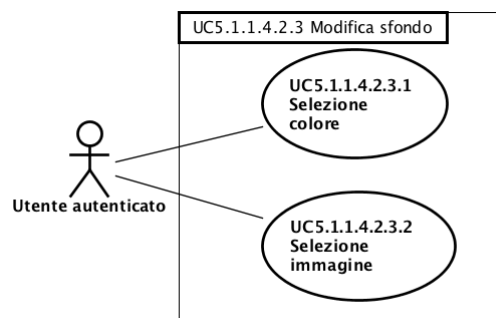 UC5.1.1.4.2.3 Modifica sfondo
UC5.1.1.4.2.3.1
Selezione
colore
Utente autenticato
UC5.1.1.4.2.3.2
Selezione
immagine